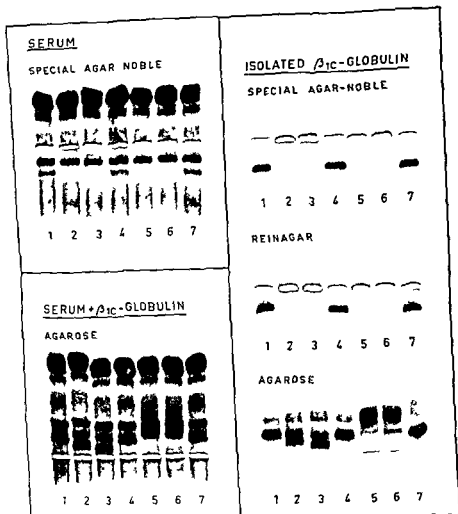 SERUM
SPECIAL AGAR NOBLE
1 2 3 4 5 6 7
SERUM+β1C-GLOBULIN
AGAROSE
1 2 3 4 5 6 7
ISOLATED β1C-GLOBULIN
SPECIAL AGAR-NOBLE
1 2 3 4 5 6 7
REINAGAR
1 2 3 4 5 6 7
AGAROSE
1 2 3 4 5 6 7